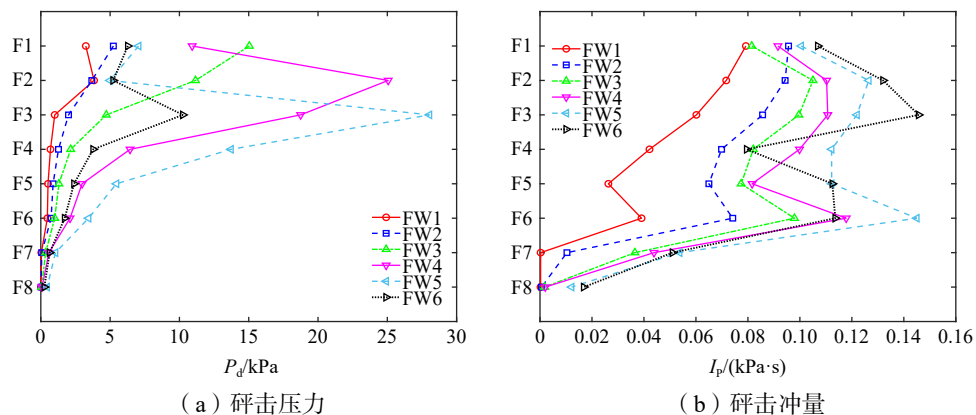 F1
F2
F3
F4
F5
F6
F7
F8
FW1
FW2
FW3
FW4
FW5
FW6
0 5 10 15 20 25 30
Pd/kPa
(a)砰击压力
F1
F2
F3
F4
F5
F6
F7
F8
FW1
FW2
FW3
FW4
FW5
FW6
0 0.02 0.04 0.06 0.08 0.10 0.12 0.14 0.16
IP/(kPa·s)
(b)砰击冲量